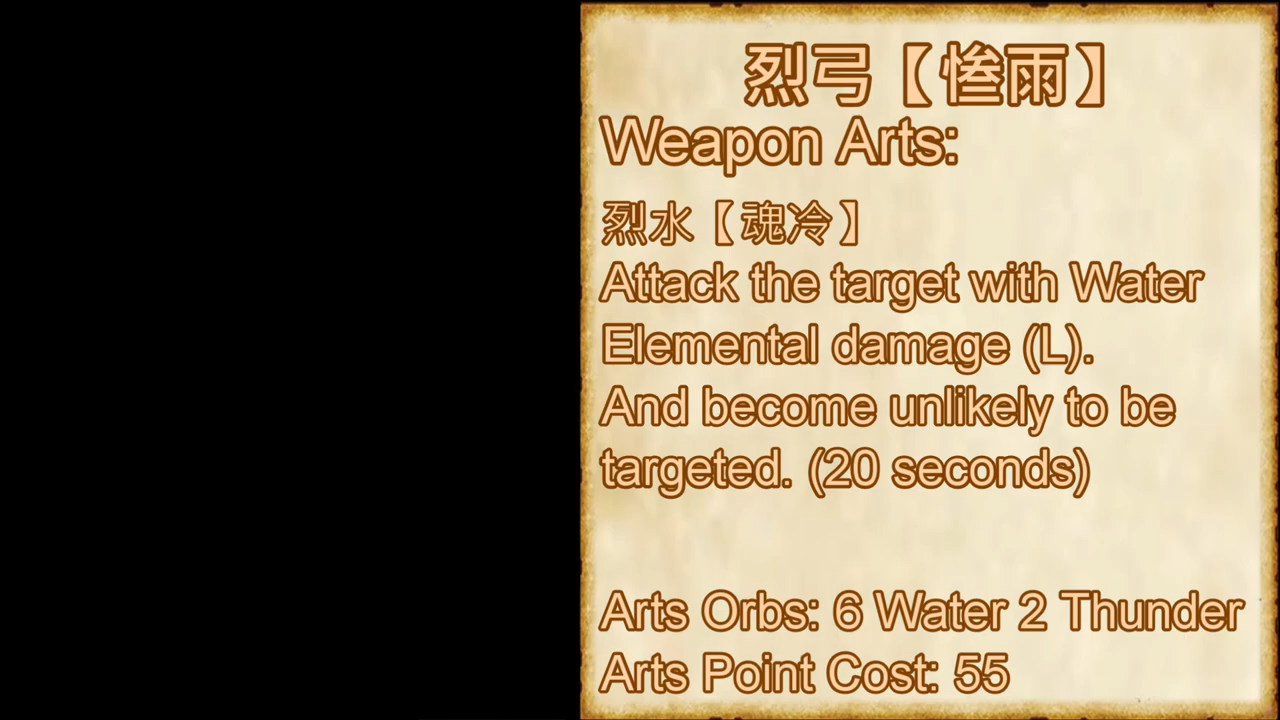 烈弓【惨雨】
Weapon Arts:
烈水【魂冷】
Attack the target with Water
Elemental damage (L).
And become unlikely to be
targeted. (20 seconds)
Arts Orbs: 6 Water 2 Thunder
Arts Point Cost: 55